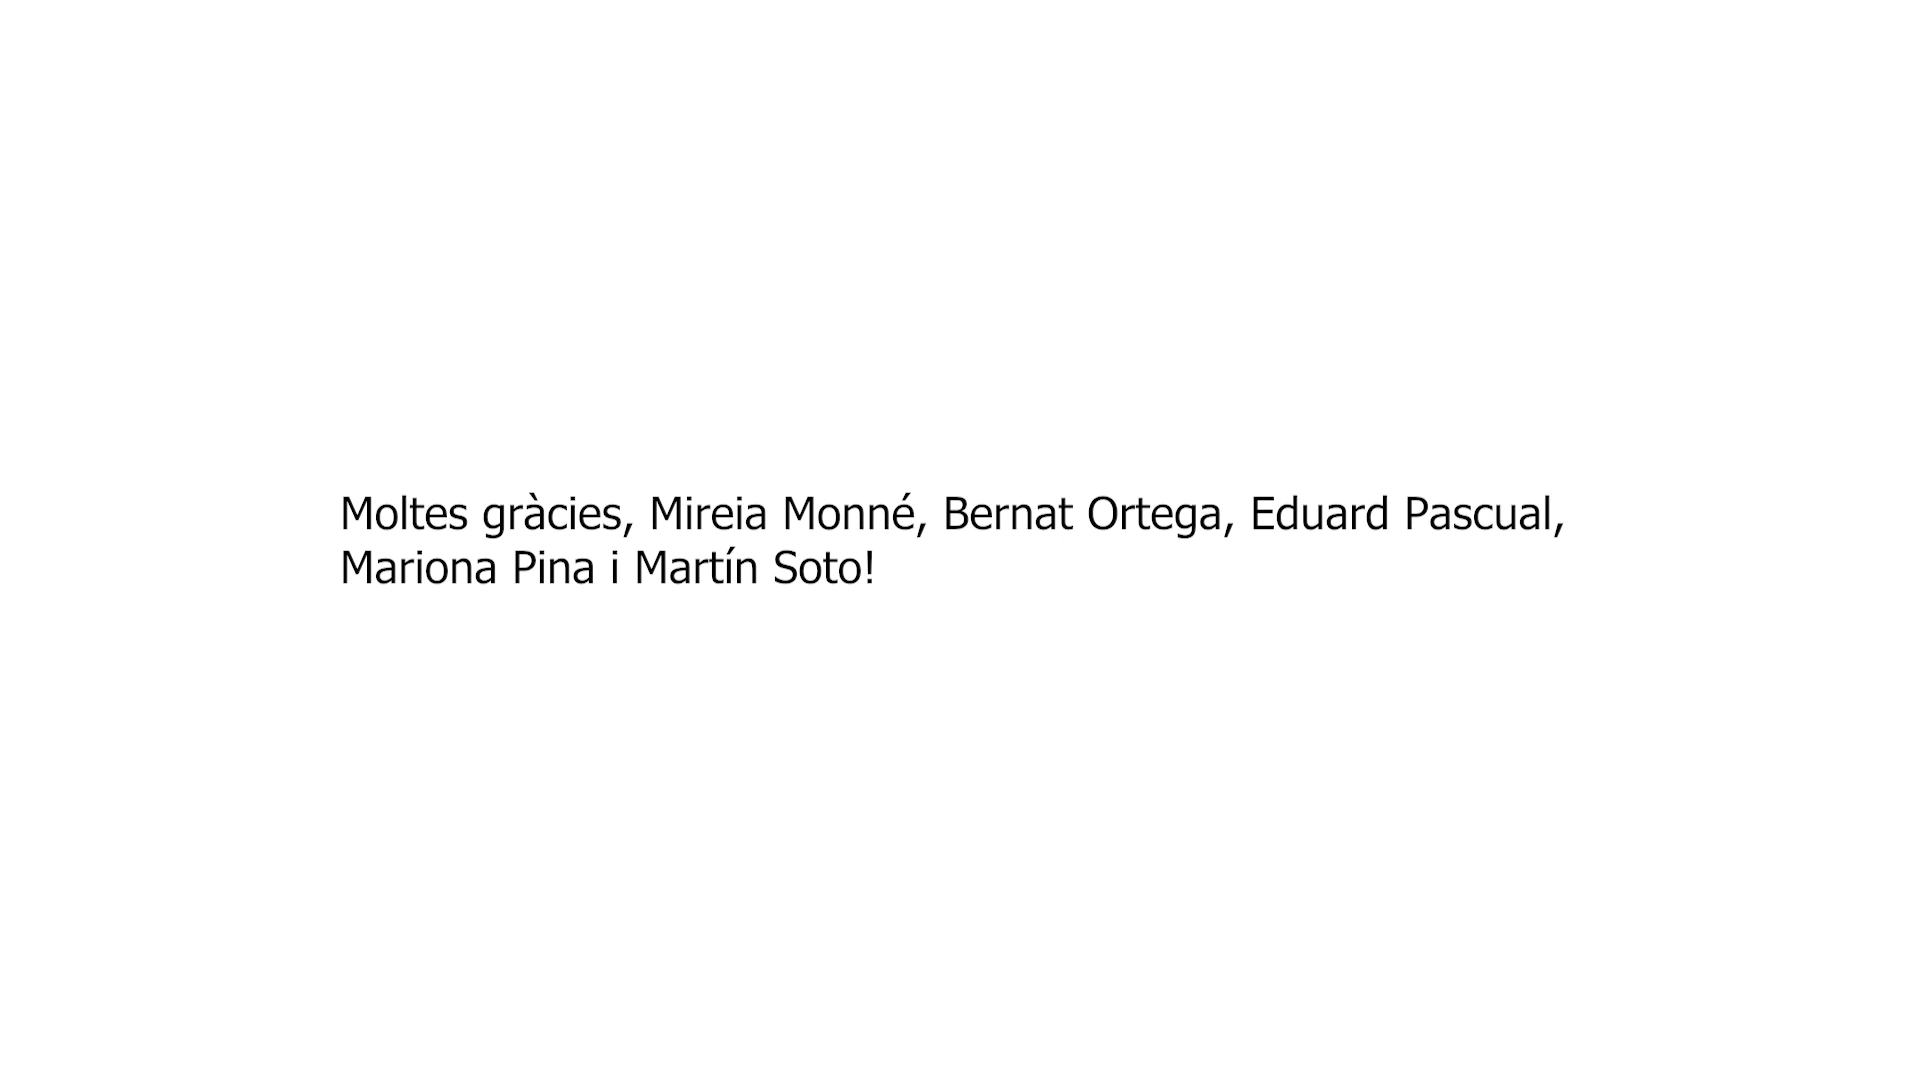 Moltes gràcies, Mireia Monné, Bernat Ortega, Eduard Pascual,
Mariona Pina i Martín Soto!